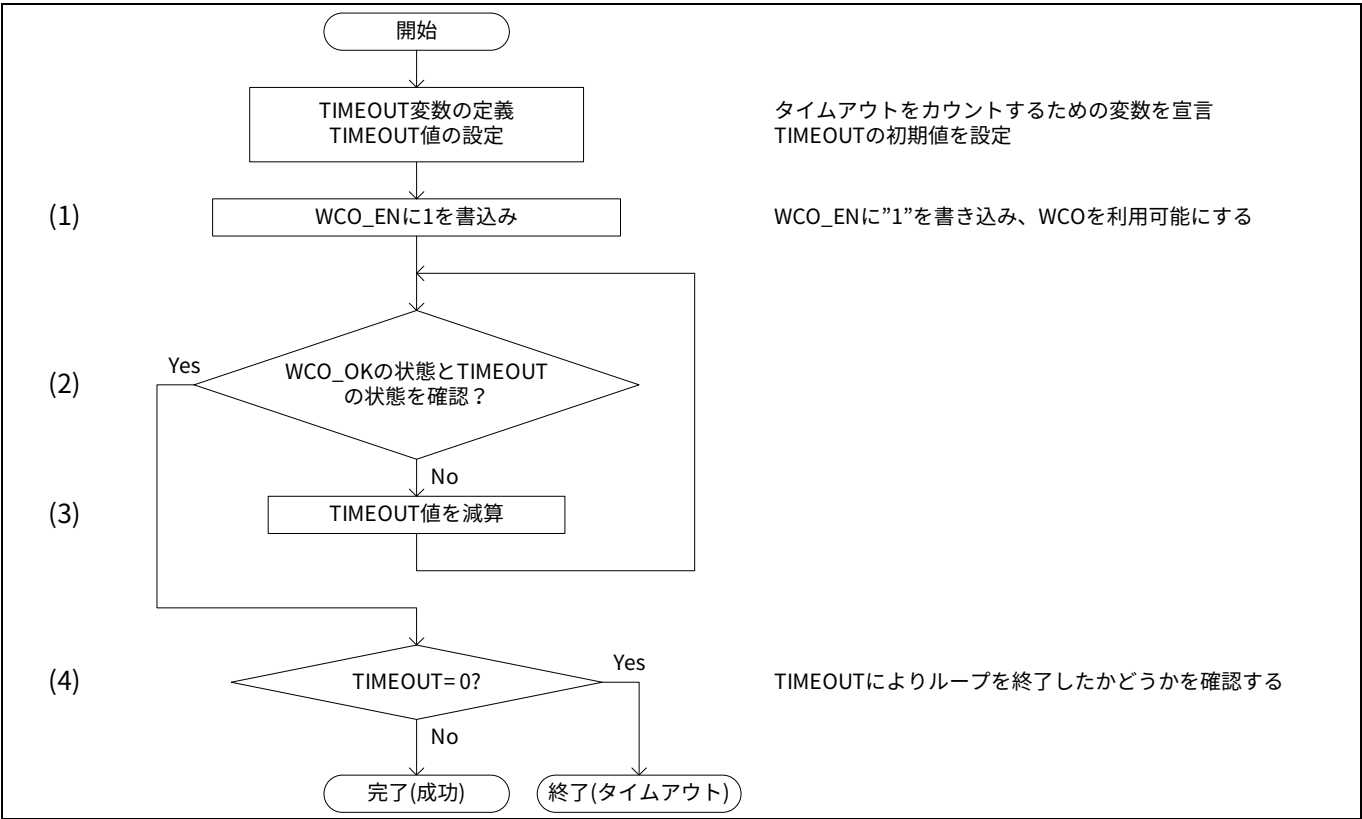 開始
TIMEOUT変数の定義
TIMEOUT値の設定
タイムアウトをカウントするための変数を宣言
TIMEOUTの初期値を設定
(1)
WCO_ENに1を書込み
WCO_ENに”1”を書き込み、WCOを利用可能にする
(2)
Yes
WCO_OKの状態とTIMEOUT
の状態を確認？
No
(3)
TIMEOUT値を減算
(4)
TIMEOUT= 0?
Yes
TIMEOUTによりループを終了したかどうかを確認する
No
完了(成功)
終了(タイムアウト)